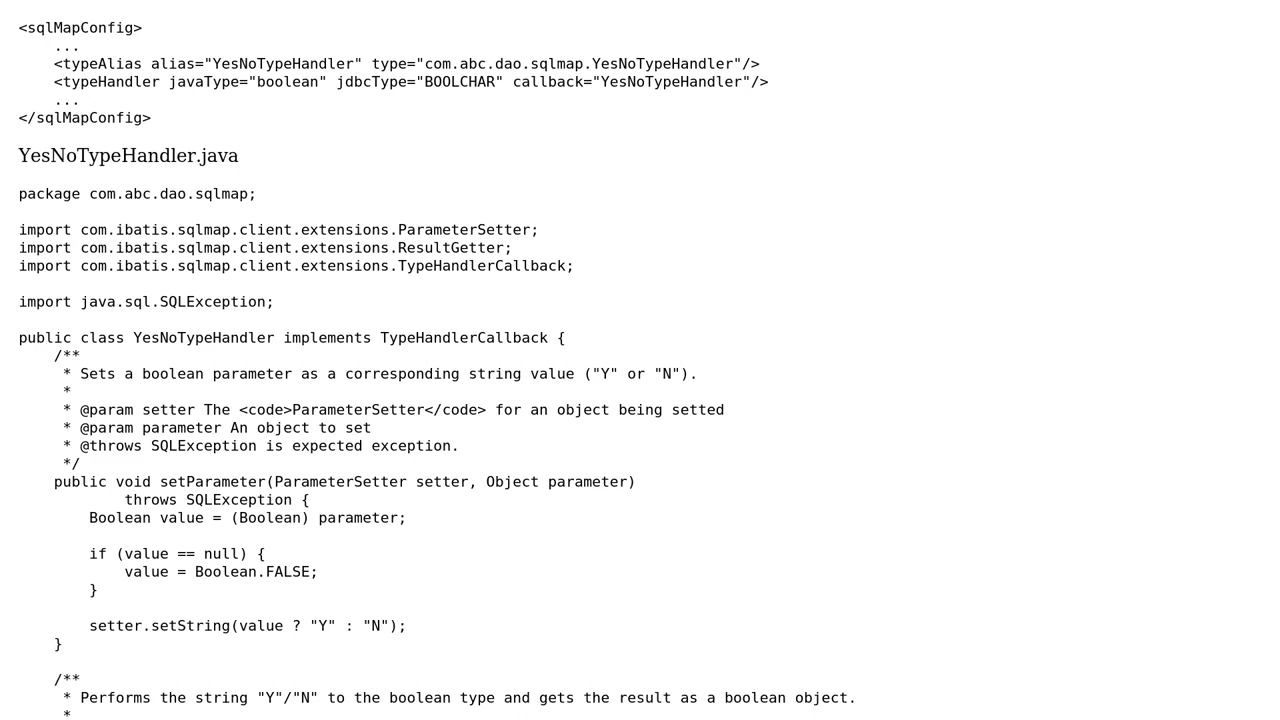 <sqlMapConfig>
    ...
    <typeAlias alias="YesNoTypeHandler" type="com.abc.dao.sqlmap.YesNoTypeHandler"/>
    <typeHandler javaType="boolean" jdbcType="BOOLCHAR" callback="YesNoTypeHandler"/>
    ...
</sqlMapConfig>
YesNoTypeHandler.java
package com.abc.dao.sqlmap;
import com.ibatis.sqlmap.client.extensions.ParameterSetter;
import com.ibatis.sqlmap.client.extensions.ResultGetter;
import com.ibatis.sqlmap.client.extensions.TypeHandlerCallback;
import java.sql.SQLException;
public class YesNoTypeHandler implements TypeHandlerCallback {
    /**
     * Sets a boolean parameter as a corresponding string value ("Y" or "N").
     *
     * @param setter The <code>ParameterSetter</code> for an object being setted
     * @param parameter An object to set
     * @throws SQLException is expected exception.
     */
    public void setParameter(ParameterSetter setter, Object parameter)
            throws SQLException {
        Boolean value = (Boolean) parameter;
        if (value == null) {
            value = Boolean.FALSE;
        }
        setter.setString(value ? "Y" : "N");
    }
    /**
     * Performs the string "Y"/"N" to the boolean type and gets the result as a boolean object.
     *